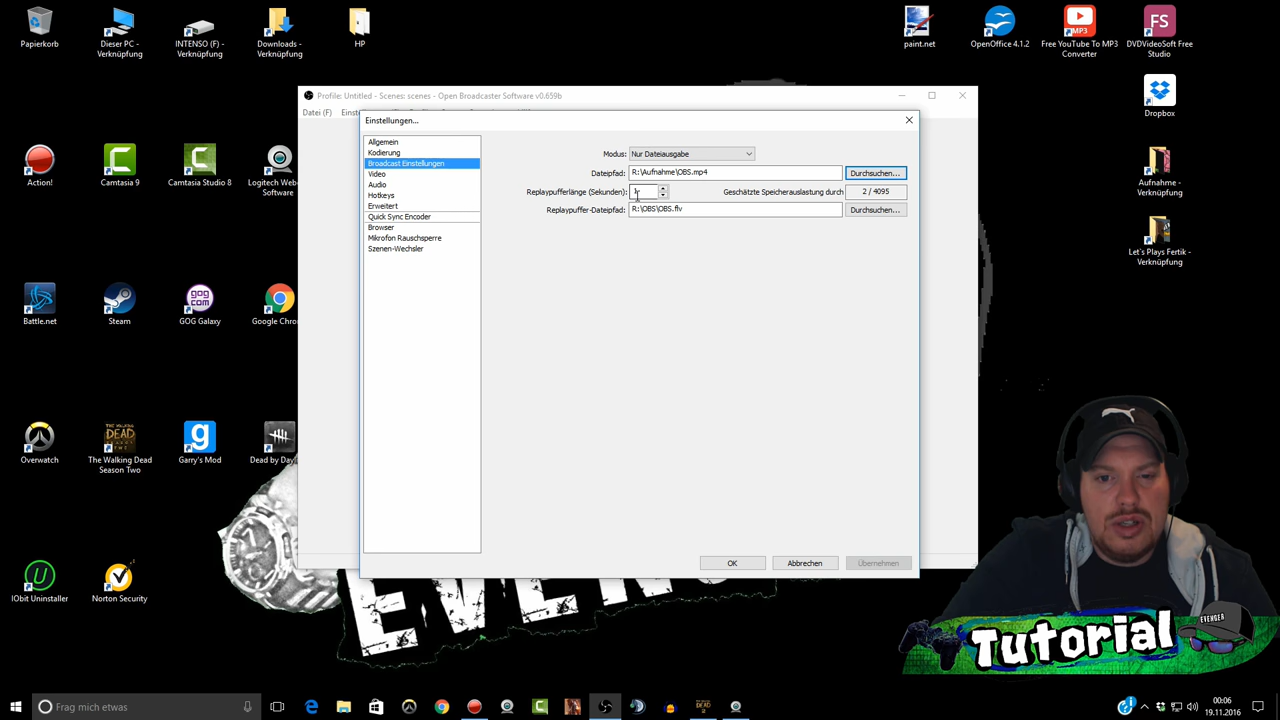 Papierkorb
Dieser PC -
Verknüpfung
INTENSO (F) -
Verknüpfung
Downloads -
Verknüpfung
HP
paint.net
OpenOffice 4.1.2
Free YouTube To MP3
Converter
DVDVideoSoft Free
Studio
Profile: Untitled - Scenes: scenes - Open Broadcaster Software v0.659b
Datei (F)
Einstellungen...
Allgemein
Kodierung
Broadcast Einstellungen
Video
Audio
Hotkeys
Erweitert
Quick Sync Encoder
Browser
Mikrofon Rauschsperre
Szenen-Wechsler
Modus:
Nur Dateiausgabe
Dateipfad:
R:\Aufnahme\OBS.mp4
Durchsuchen...
Replaypufferlänge (Sekunden):
Geschätzte Speicherauslastung durch
2 / 4095
Replaypuffer-Dateipfad:
R:\OBS\OBS.flv
Durchsuchen...
OK
Abbrechen
Übernehmen
Dropbox
Action!
Camtasia 9
Camtasia Studio 8
Logitech Web-
Aufnahme -
Verknüpfung
Let`s Plays Fertik -
Verknüpfung
Battle.net
Steam
GOG Galaxy
Google Chro
Overwatch
The Walking Dead
Season Two
Garry's Mod
Dead by Day
IObit Uninstaller
Norton Security
Tutorial
EVENGER
Frag mich etwas
00:06
19.11.2016